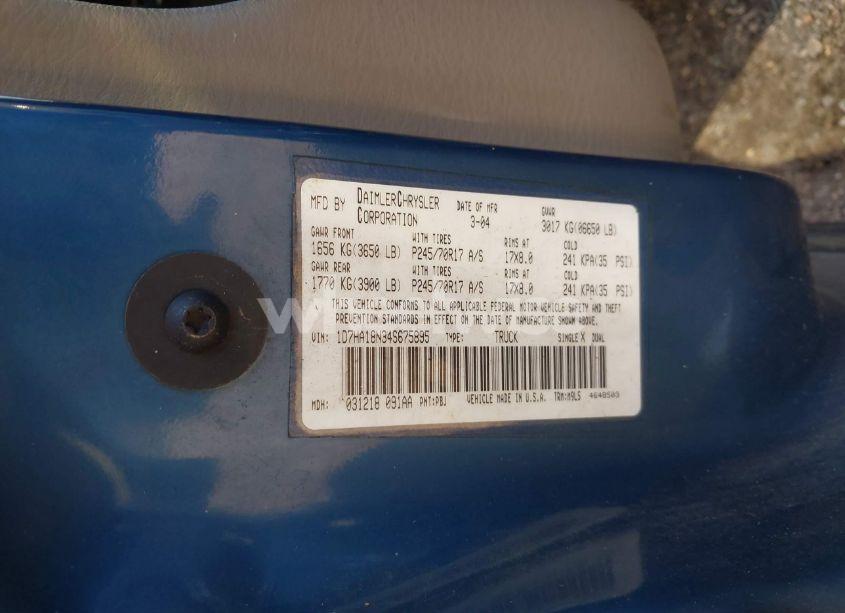 MFD BY DAIMLERCHRYSLER CORPORATION DATE OF MFR 3-04 GVWR 3017 KG(06650 LB)
GAWR FRONT WITH TIRES RIMS AT COLD
1656 KG(3650 LB) P245/70R17 A/S 17X8.0 241 KPA(35 PSI)
GAWR REAR WITH TIRES RIMS AT COLD
1770 KG(3900 LB) P245/70R17 A/S 17X8.0 241 KPA(35 PSI)
THIS VEHICLE CONFORMS TO ALL APPLICABLE FEDERAL MOTOR VEHICLE SAFETY AND THEFT
PREVENTION STANDARDS IN EFFECT ON THE DATE OF MANUFACTURE SHOWN ABOVE.
VIN: 1D7HA18N34S675895 TYPE: TRUCK SINGLE X DUAL
MDH: 031218 091AA PNT:PBJ VEHICLE MADE IN U.S.A. TRM:M9L5 4648503